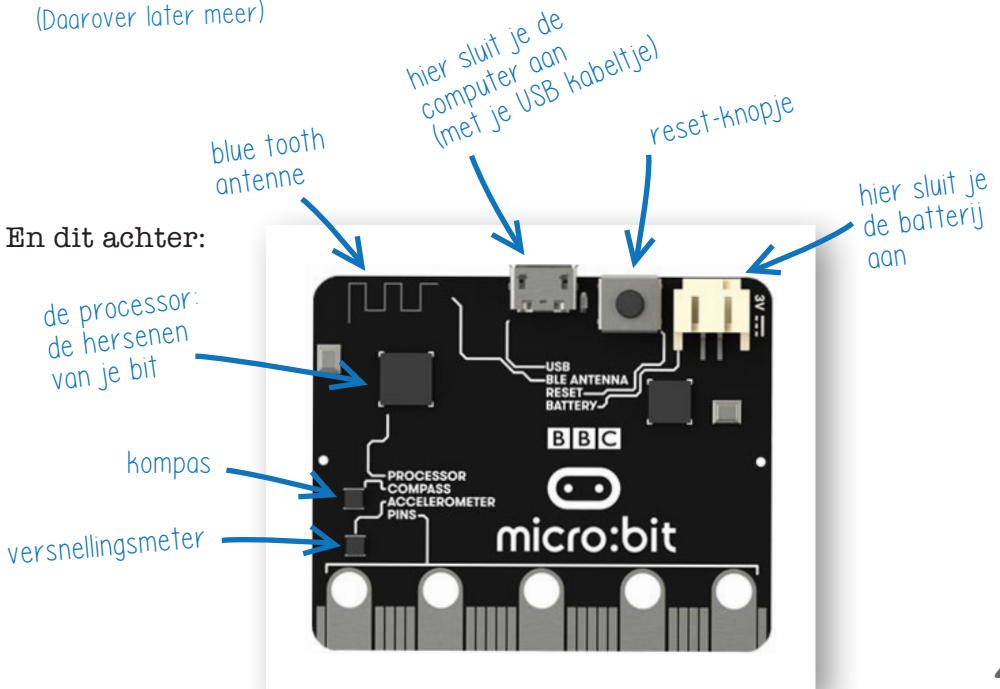 (Daarover later meer)
hier sluit je de
computer aan
(met je USB kabeltje)
reset-knopje
blue tooth
antenne
hier sluit je
de batterij
aan
En dit achter:
de processor:
de hersenen
van je bit
kompas
versnellingsmeter
3V
USB
BLE ANTENNA
RESET
BATTERY
BBC
PROCESSOR
COMPASS
ACCELEROMETER
PINS
micro:bit